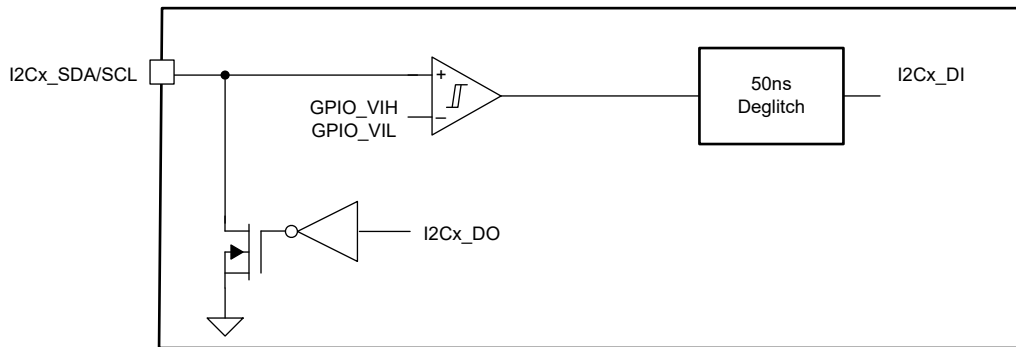 I2Cx_SDA/SCL
+
GPIO_VIH
GPIO_VIL
−
50ns
Deglitch
I2Cx_DI
I2Cx_DO